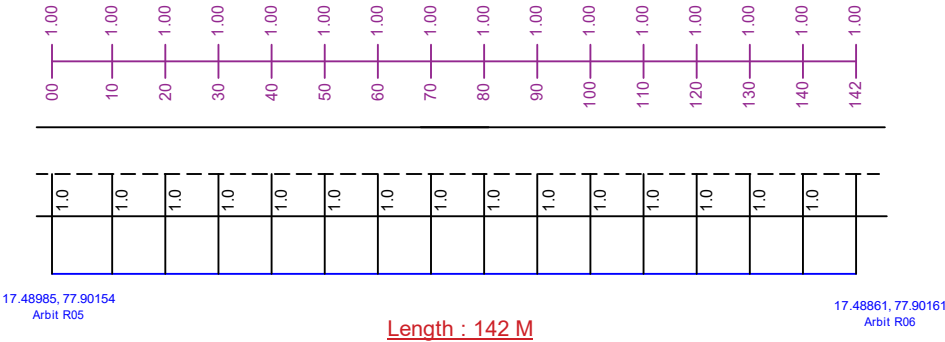 1.00 1.00 1.00 1.00 1.00 1.00 1.00 1.00 1.00 1.00 1.00 1.00 1.00 1.00 1.00 1.00
00 10 20 30 40 50 60 70 80 90 100 110 120 130 140 142
1.0 1.0 1.0 1.0 1.0 1.0 1.0 1.0 1.0 1.0 1.0 1.0 1.0 1.0 1.0
17.48985, 77.90154
Arbit R05
17.48861, 77.90161
Arbit R06
Length : 142 M